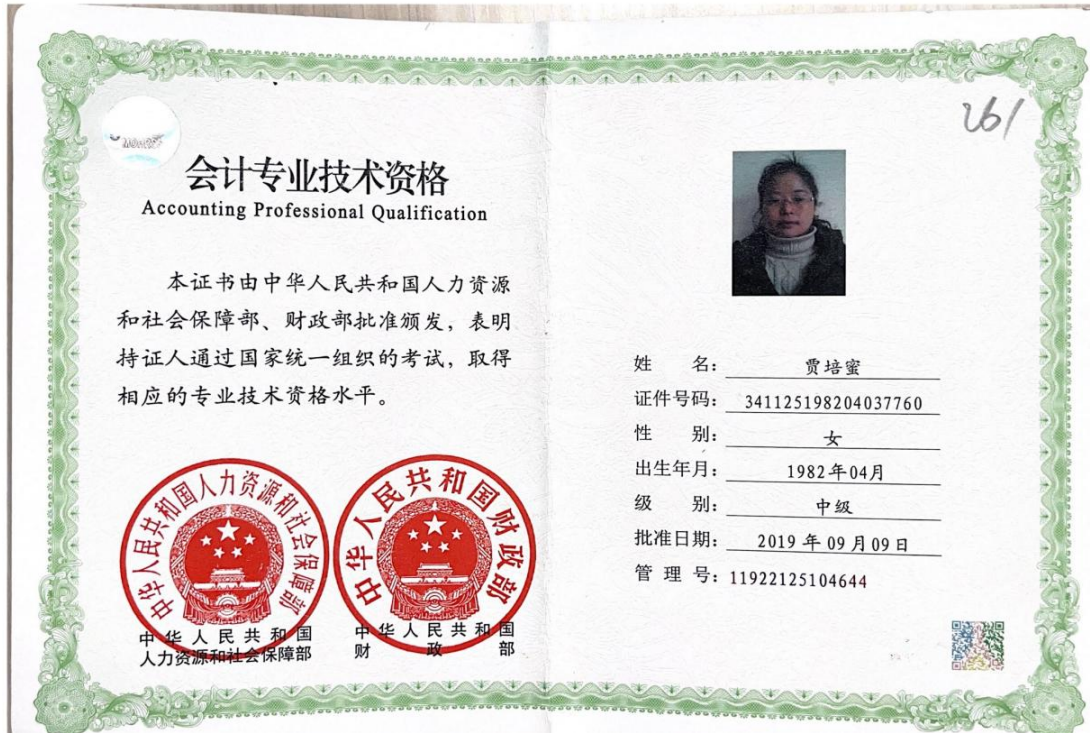 会计专业技术资格
Accounting Professional Qualification
本证书由中华人民共和国人力资源
和社会保障部、财政部批准颁发，表明
持证人通过国家统一组织的考试，取得
相应的专业技术资格水平。
中华人民共和国人力资源和社会保障部
中华人民共和国财政部
中华人民共和国
人力资源和社会保障部
中华人民共和国
财政部
261
姓名：贾培蜜
证件号码：341125198204037760
性别：女
出生年月：1982年04月
级别：中级
批准日期：2019年09月09日
管理号：11922125104644